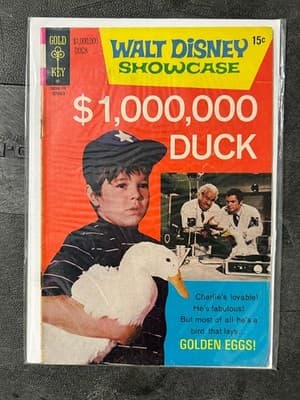 GOLD
KEY
$1,000,000
DUCK
WALT DISNEY
SHOWCASE
15¢
$1,000,000
DUCK
Charlie's lovable!
He's fabulous!
But most of all he's a
bird that lays...
GOLDEN EGGS!